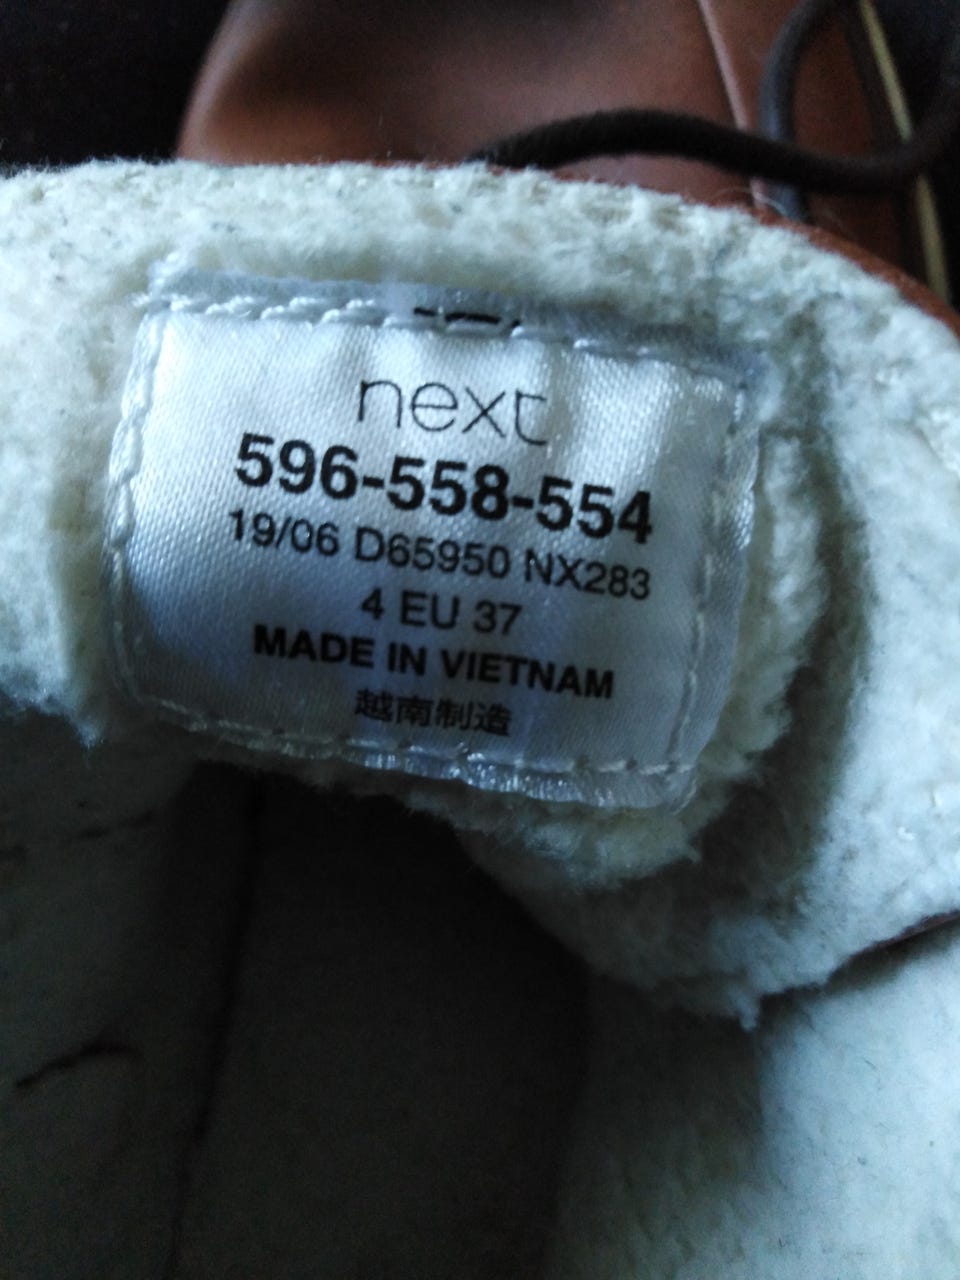 next
596-558-554
19/06 D65950 NX283
4 EU 37
MADE IN VIETNAM
越南制造